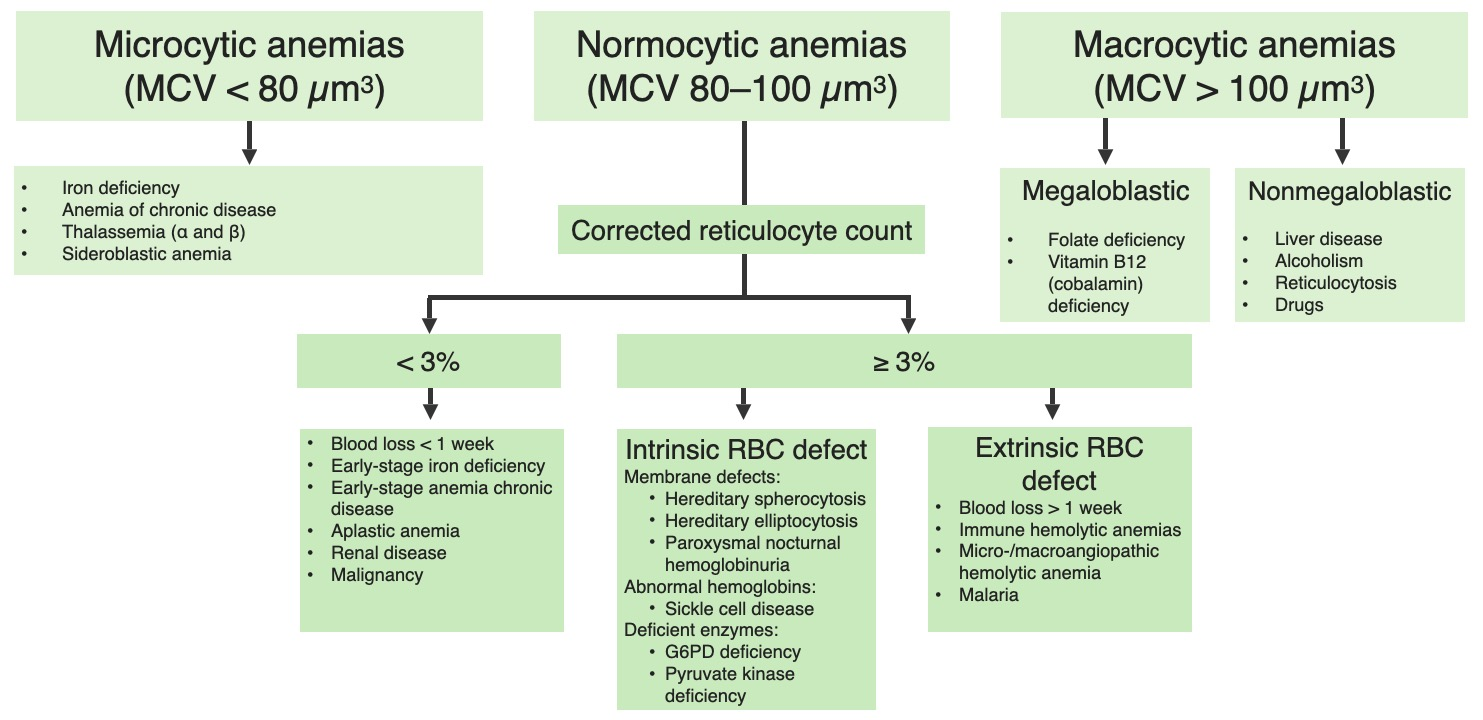 Microcytic anemias
(MCV < 80 µm³)
Normocytic anemias
(MCV 80–100 µm³)
Macrocytic anemias
(MCV > 100 µm³)
• Iron deficiency
• Anemia of chronic disease
• Thalassemia (α and β)
• Sideroblastic anemia
Corrected reticulocyte count
Megaloblastic
• Folate deficiency
• Vitamin B12
(cobalamin)
deficiency
Nonmegaloblastic
• Liver disease
• Alcoholism
• Reticulocytosis
• Drugs
< 3%
≥ 3%
• Blood loss < 1 week
• Early-stage iron deficiency
• Early-stage anemia chronic
disease
• Aplastic anemia
• Renal disease
• Malignancy
Intrinsic RBC defect
Membrane defects:
• Hereditary spherocytosis
• Hereditary elliptocytosis
• Paroxysmal nocturnal
hemoglobinuria
Abnormal hemoglobins:
• Sickle cell disease
Deficient enzymes:
• G6PD deficiency
• Pyruvate kinase
deficiency
Extrinsic RBC
defect
• Blood loss > 1 week
• Immune hemolytic anemias
• Micro-/macroangiopathic
hemolytic anemia
• Malaria